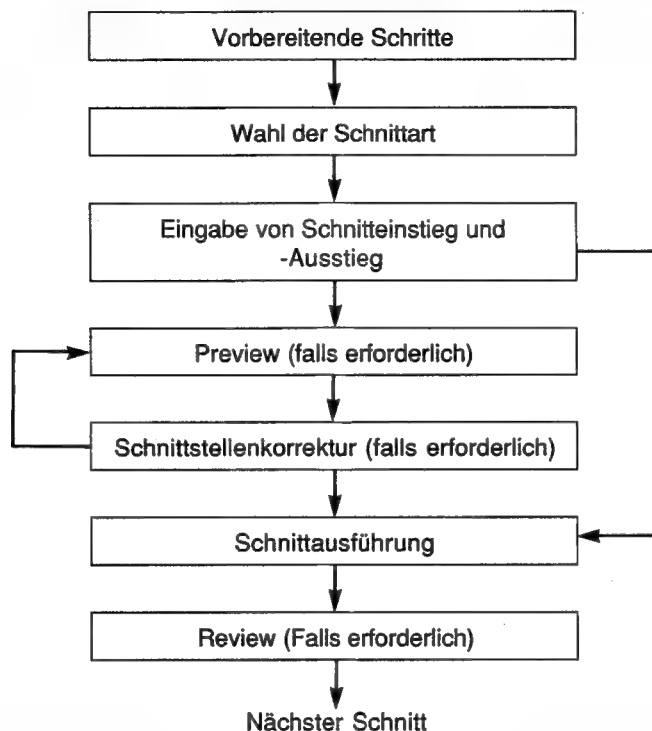 Vorbereitende Schritte
Wahl der Schnittart
Eingabe von Schnitteinstieg und
-Ausstieg
Preview (falls erforderlich)
Schnittstellenkorrektur (falls erforderlich)
Schnittausführung
Review (Falls erforderlich)
Nächster Schnitt